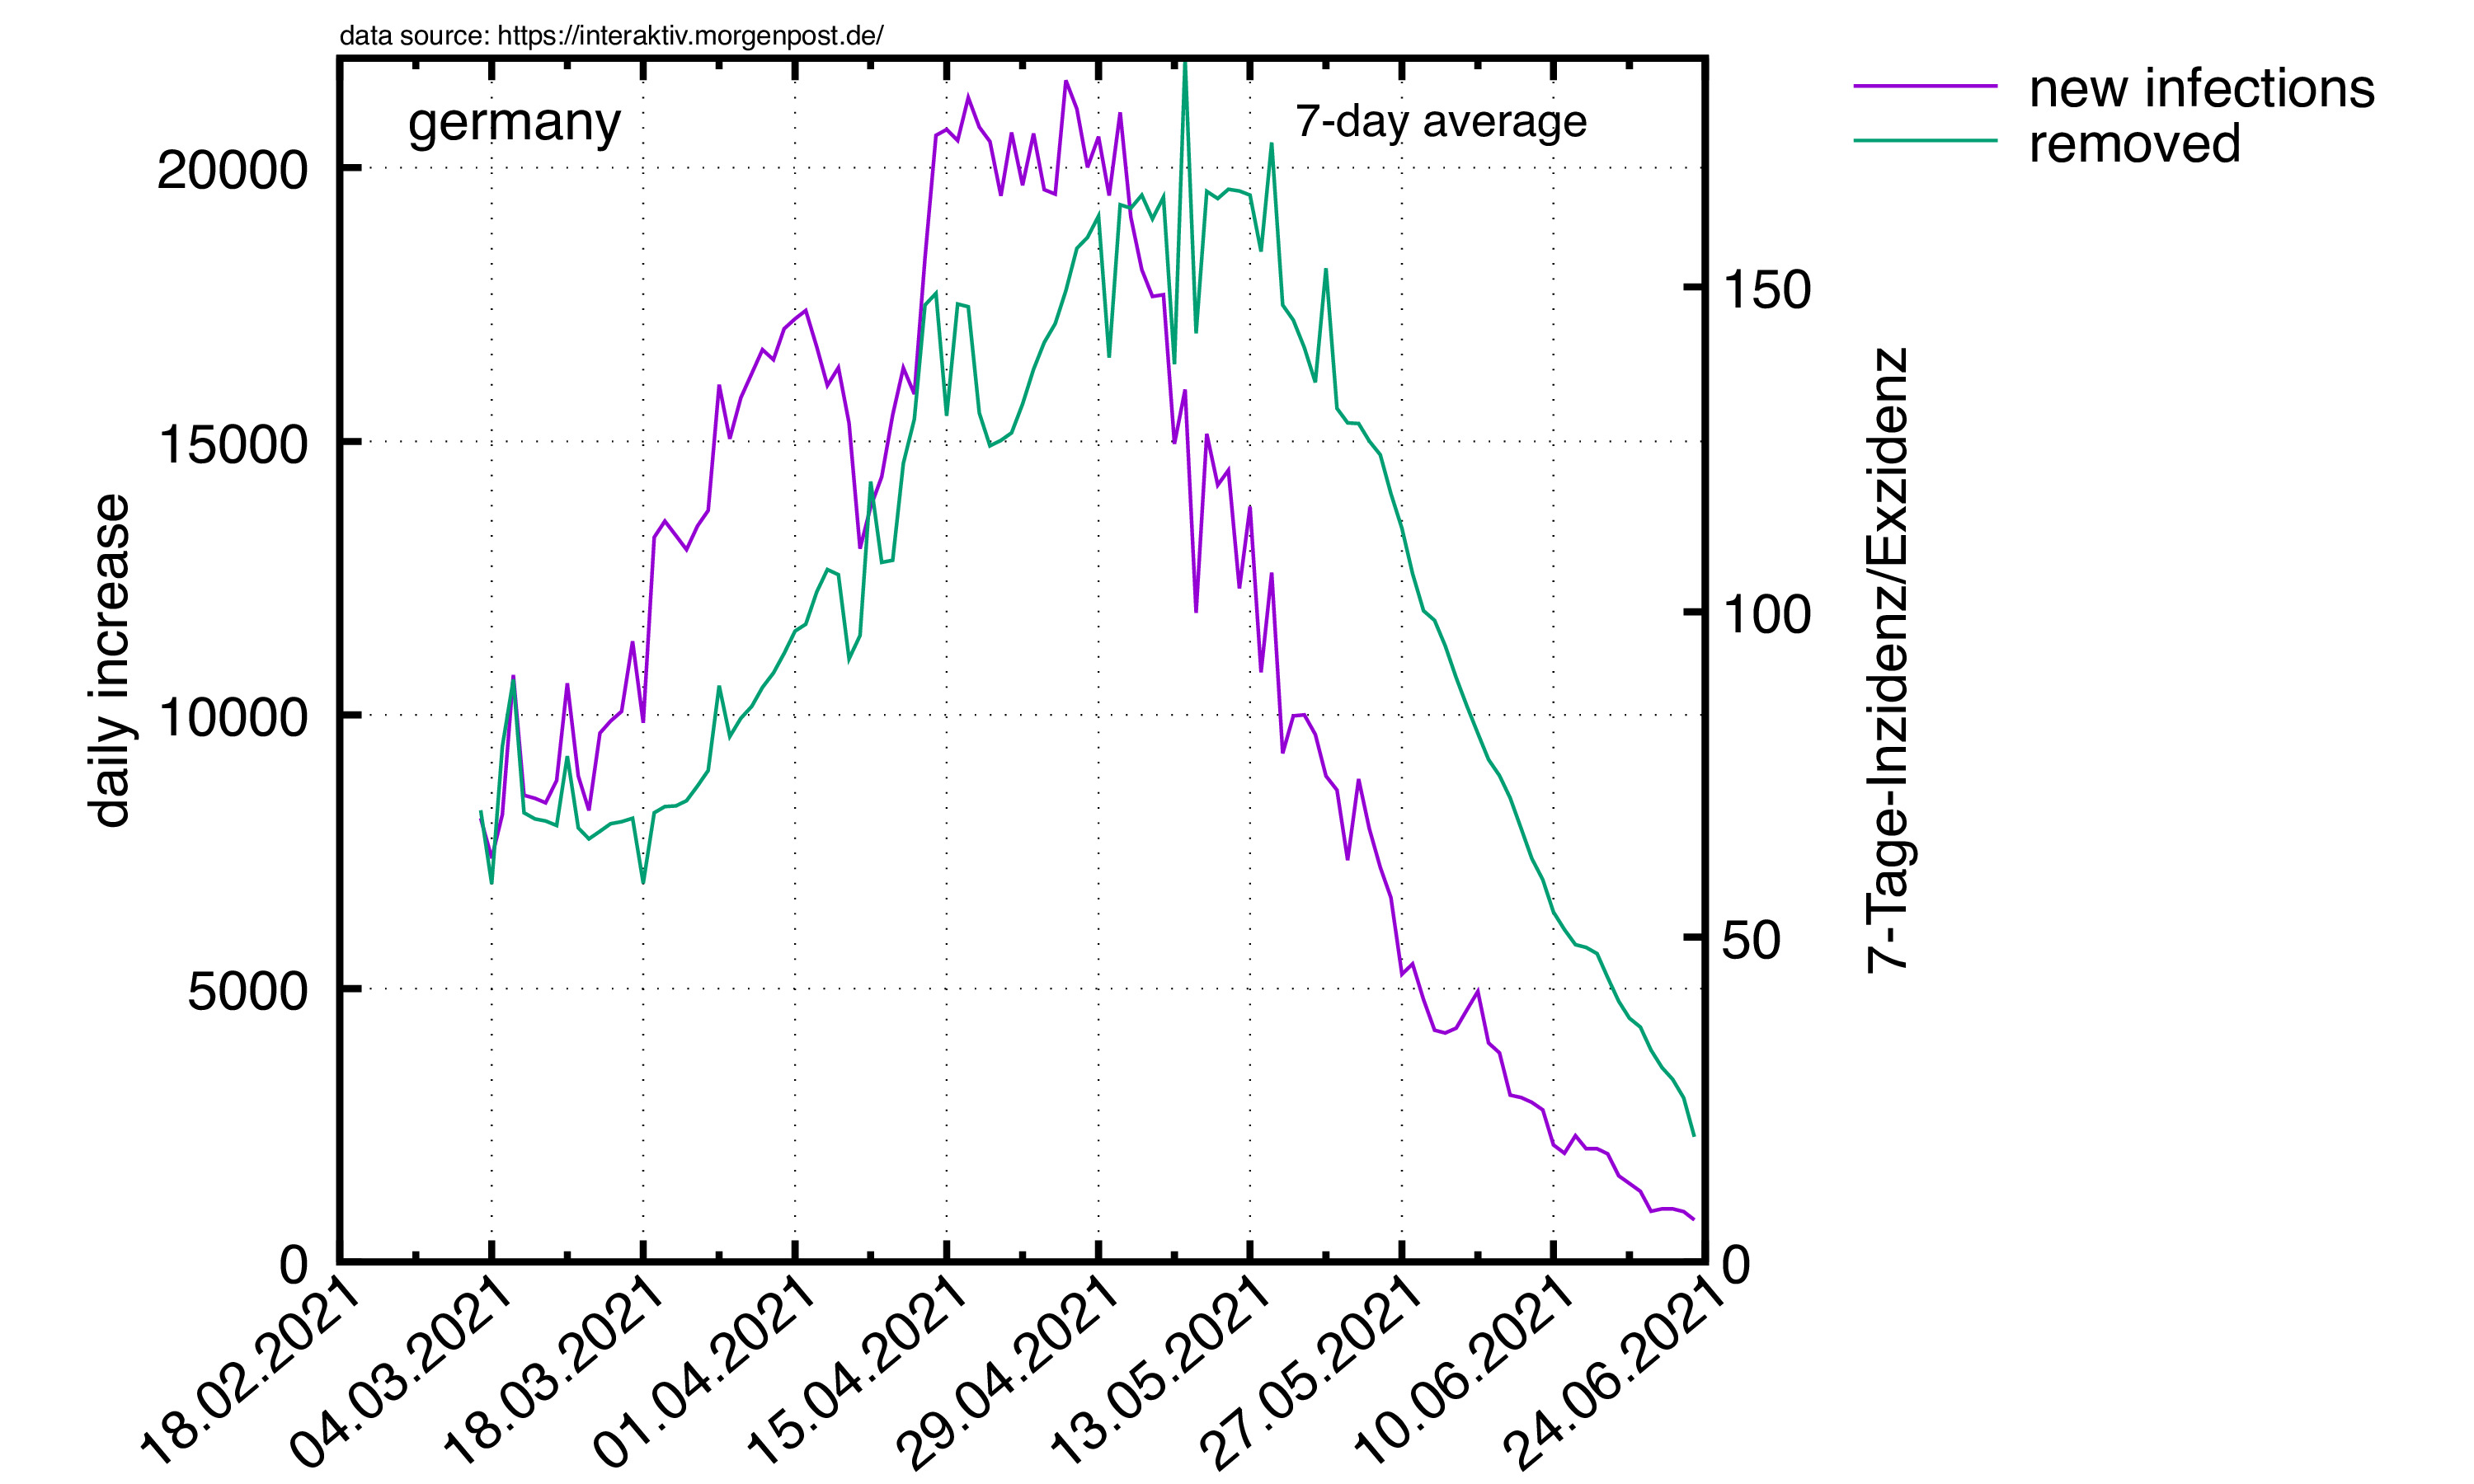 data source: https://interaktiv.morgenpost.de/
germany
7-day average
new infections
removed
daily increase
20000
15000
10000
5000
0
150
100
50
0
7-Tage-Inzidenz/Exzidenz
18.02.2021
04.03.2021
18.03.2021
01.04.2021
15.04.2021
29.04.2021
13.05.2021
27.05.2021
10.06.2021
24.06.2021